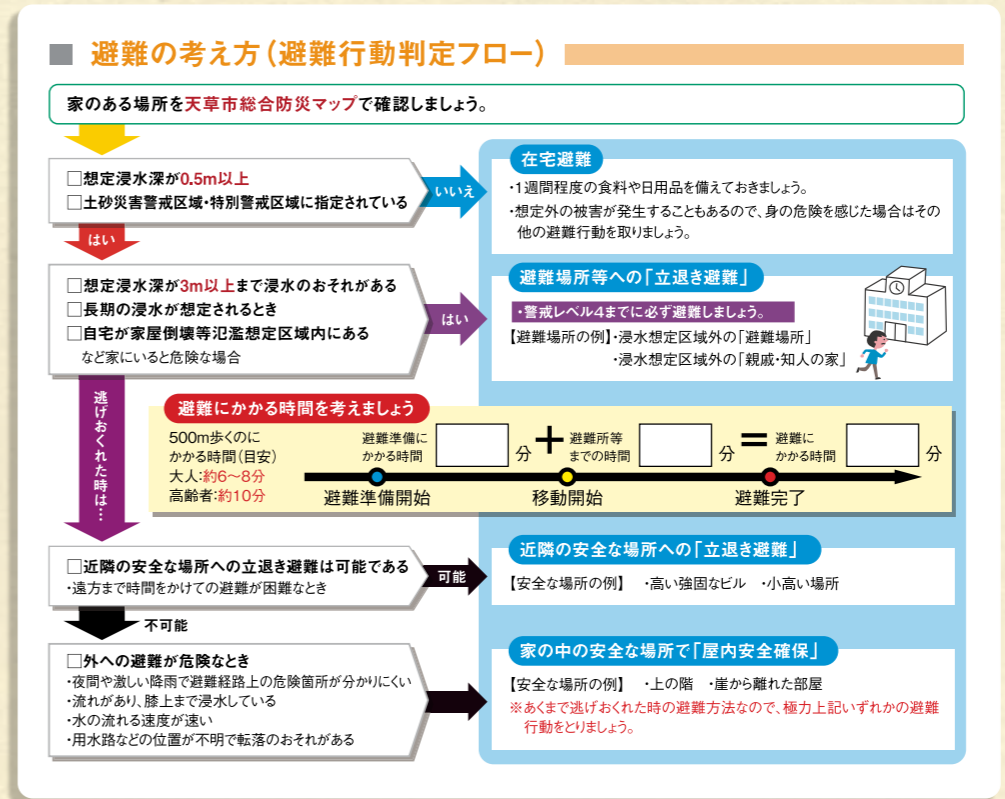 ■ 避難の考え方(避難行動判定フロー)
家のある場所を天草市総合防災マップで確認しましょう。
□想定浸水深が0.5m以上
□土砂災害警戒区域・特別警戒区域に指定されている
いいえ
在宅避難
・1週間程度の食料や日用品を備えておきましょう。
・想定外の被害が発生することもあるので、身の危険を感じた場合はその
他の避難行動を取りましょう。
はい
□想定浸水深が3m以上まで浸水のおそれがある
□長期の浸水が想定されるとき
□自宅が家屋倒壊等氾濫想定区域内にある
など家にいると危険な場合
はい
避難場所等への「立退き避難」
・警戒レベル4までに必ず避難しましょう。
【避難場所の例】・浸水想定区域外の「避難場所」
・浸水想定区域外の「親戚・知人の家」
逃げおくれた時は…
避難にかかる時間を考えましょう
500m歩くのに
かかる時間(目安)
大人:約6〜8分
高齢者:約10分
避難準備に
かかる時間
分
+
避難所等
までの時間
分
=
避難に
かかる時間
分
避難準備開始
移動開始
避難完了
□近隣の安全な場所への立退き避難は可能である
・遠方まで時間をかけての避難が困難なとき
可能
近隣の安全な場所への「立退き避難」
【安全な場所の例】 ・高い強固なビル ・小高い場所
不可能
□外への避難が危険なとき
・夜間や激しい降雨で避難経路上の危険箇所が分かりにくい
・流れがあり、膝上まで浸水している
・水の流れる速度が速い
・用水路などの位置が不明で転落のおそれがある
家の中の安全な場所で「屋内安全確保」
【安全な場所の例】 ・上の階 ・崖から離れた部屋
※あくまで逃げおくれた時の避難方法なので、極力上記いずれかの避難
行動をとりましょう。